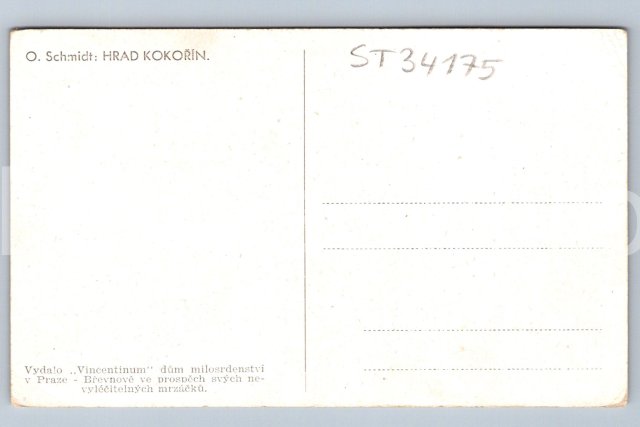 O. Schmidt: HRAD KOKOŘÍN.
ST34175
Vydalo „Vincentinum" dům milosrdenství
v Praze - Břevnově ve prospěch svých ne-
vyléčitelných mrzáčků.